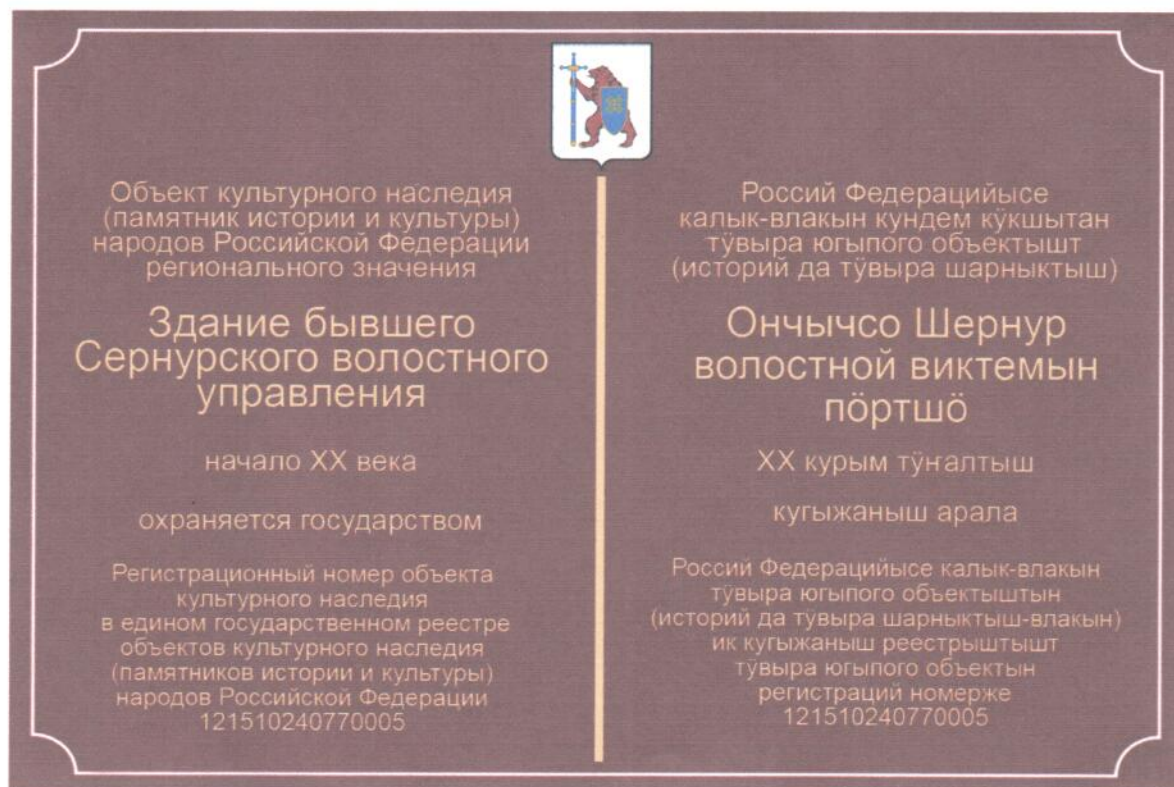 Объект культурного наследия
(памятник истории и культуры)
народов Российской Федерации
регионального значения
Здание бывшего
Сернурского волостного
управления
начало XX века
охраняется государством
Регистрационный номер объекта
культурного наследия
в едином государственном реестре
объектов культурного наследия
(памятников истории и культуры)
народов Российской Федерации
121510240770005
Россий Федерацийысе
калык-влакын кундем кӱкшытан
тӱвыра югыпого объектышт
(историй да тӱвыра шарныктыш)
Ончычсо Шернур
волостной виктемын
пӧртшӧ
XX курым тӱҥалтыш
кугыжаныш арала
Россий Федерацийысе калык-влакын
тӱвыра югыпого объектыштын
(историй да тӱвыра шарныктыш-влакын)
ик кугыжаныш реестрыштышт
тӱвыра югыпого объектын
регистраций номерже
121510240770005